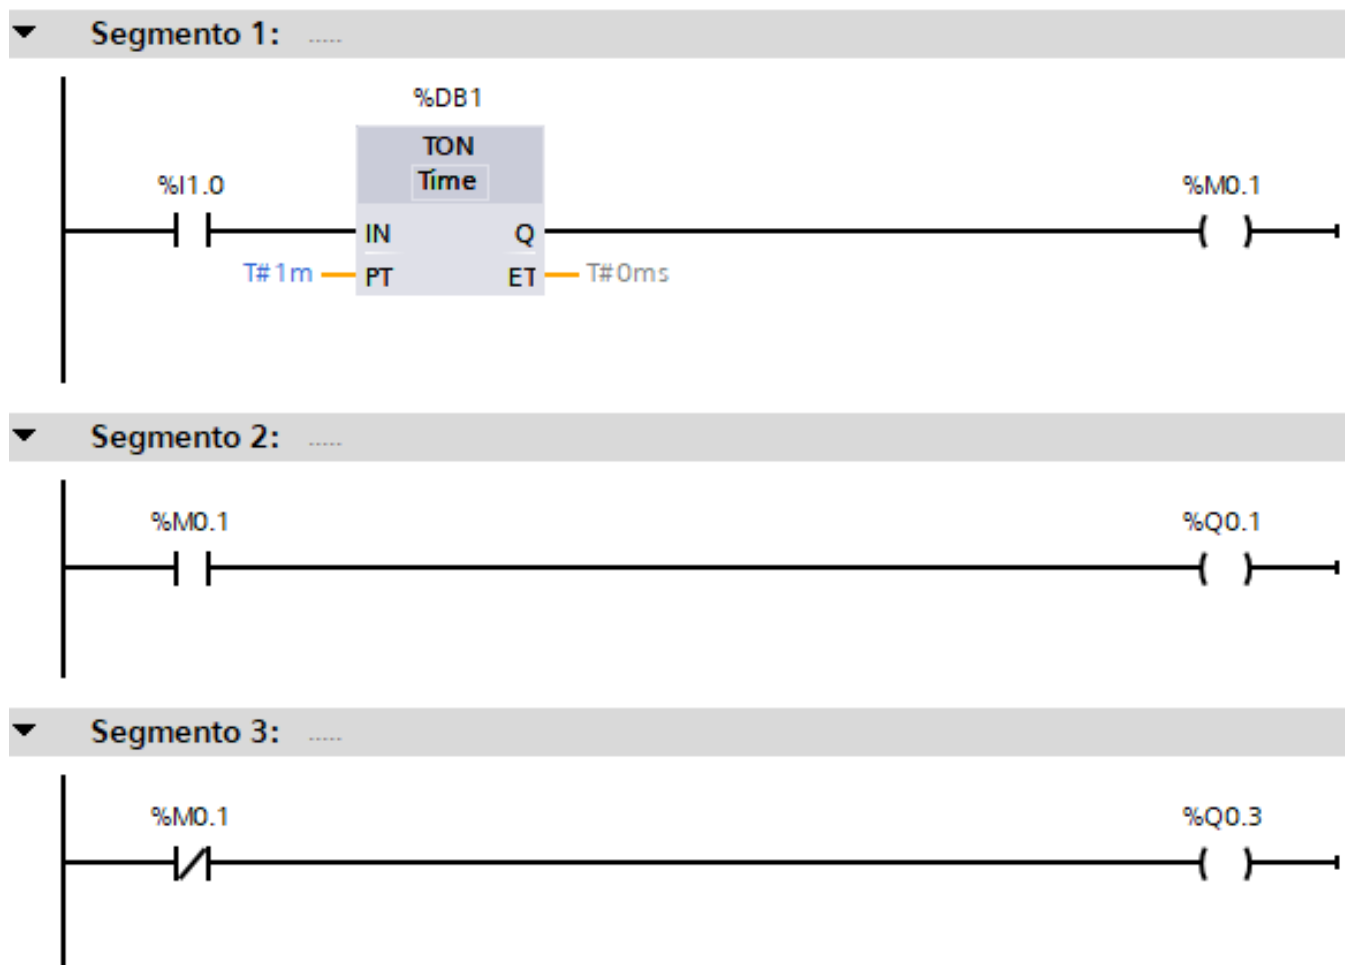 Segmento 1: .....
%DB1
TON
Time
%I1.0
%M0.1
IN Q
T#1m PT ET T#0ms
Segmento 2: .....
%M0.1 %Q0.1
Segmento 3: .....
%M0.1 %Q0.3